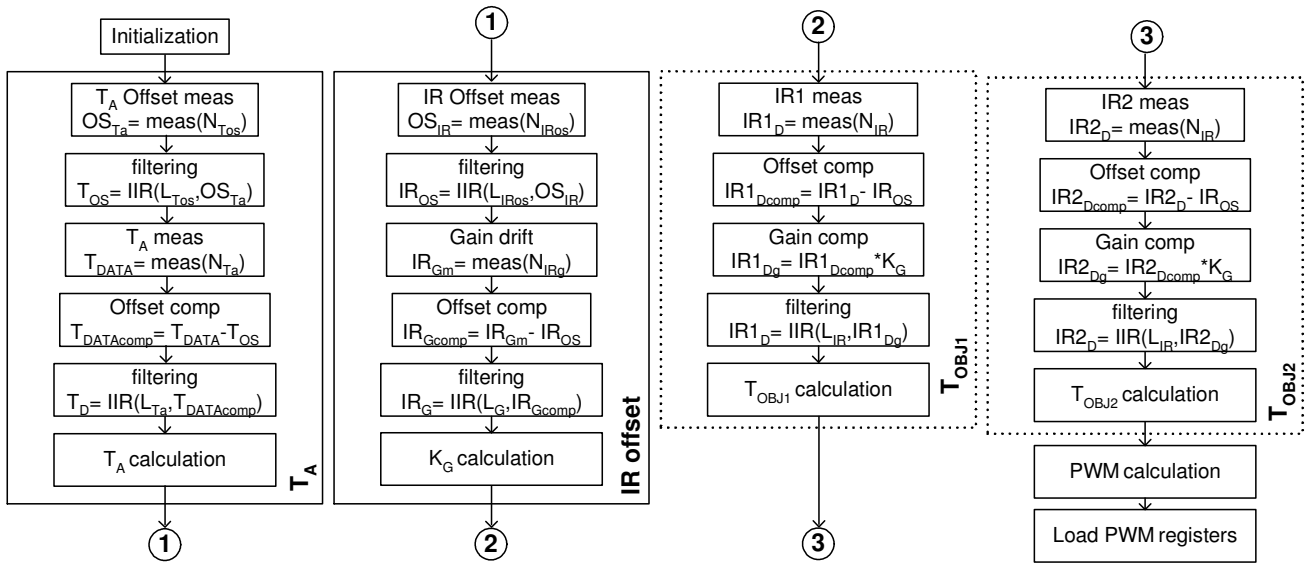 Initialization
T_A Offset meas
OS_Ta= meas(N_Tos)
filtering
T_OS= IIR(L_Tos,OS_Ta)
T_A meas
T_DATA= meas(N_Ta)
Offset comp
T_DATAcomp= T_DATA-T_OS
filtering
T_D= IIR(L_Ta,T_DATAcomp)
T_A calculation
T_A
1
1
IR Offset meas
OS_IR= meas(N_IRos)
filtering
IR_OS= IIR(L_IRos,OS_IR)
Gain drift
IR_Gm= meas(N_IRg)
Offset comp
IR_Gcomp= IR_Gm- IR_OS
filtering
IR_G= IIR(L_G,IR_Gcomp)
K_G calculation
IR offset
2
2
IR1 meas
IR1_D= meas(N_IR)
Offset comp
IR1_Dcomp= IR1_D- IR_OS
Gain comp
IR1_Dg= IR1_Dcomp*K_G
filtering
IR1_D= IIR(L_IR,IR1_Dg)
T_OBJ1 calculation
T_OBJ1
3
3
IR2 meas
IR2_D= meas(N_IR)
Offset comp
IR2_Dcomp= IR2_D- IR_OS
Gain comp
IR2_Dg= IR2_Dcomp*K_G
filtering
IR2_D= IIR(L_IR,IR2_Dg)
T_OBJ2 calculation
T_OBJ2
PWM calculation
Load PWM registers